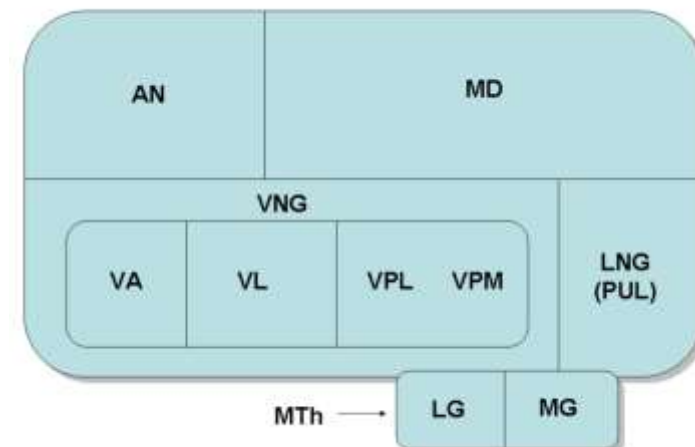 AN MD
VNG
VA VL VPL VPM
LNG
(PUL)
MTh LG MG